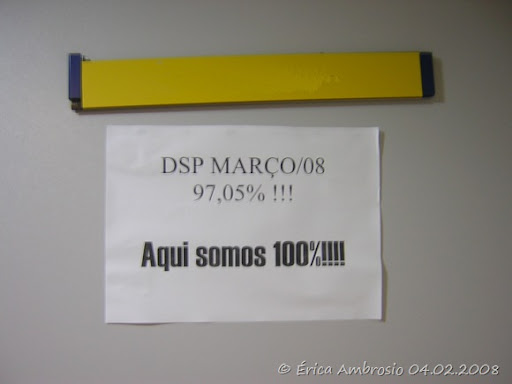 DSP MARÇO/08
97,05% !!!
Aqui somos 100%!!!!
© Érica Ambrosio 04.02.2008